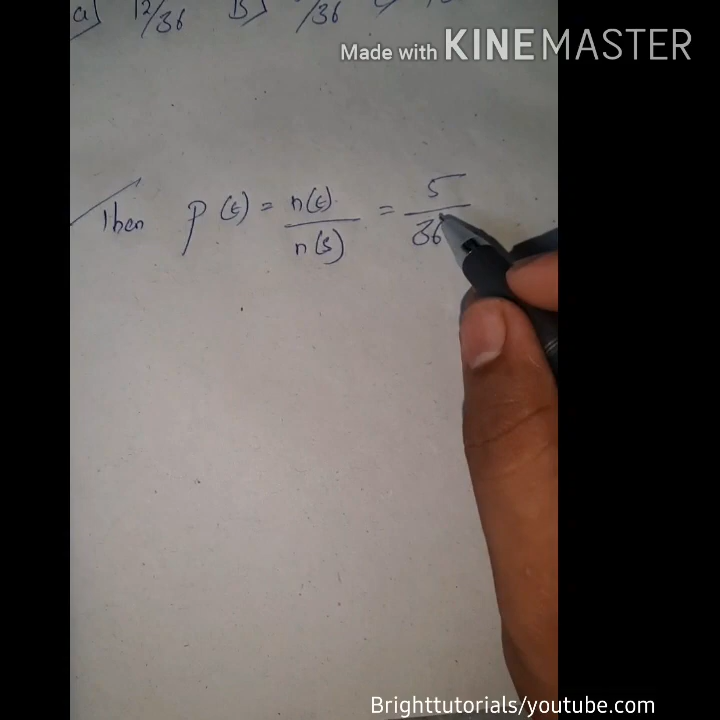 a) 12/36 B) /36
Made with KINEMASTER
Then P(E) = n(E)/n(S) = 5/36
Brighttutorials/youtube.com